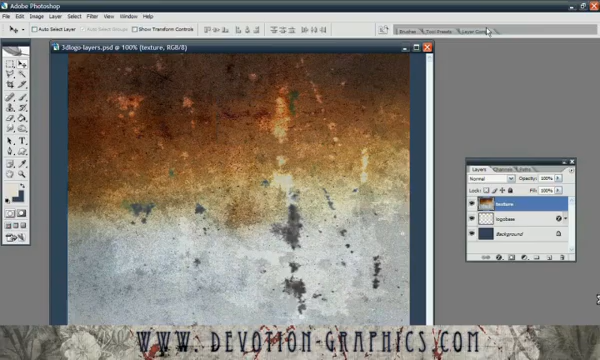 Adobe Photoshop
File Edit Image Layer Select Filter View Window Help
Auto Select Layer Auto Select Groups Show Transform Controls
Brushes Tool Presets Layer Comps
3dlogo-layers.psd @ 100% (texture, RGB/8)
Layers Channels Paths
Normal Opacity: 100%
Lock: Fill: 100%
texture
logobase
Background
WWW. DEVOTION-GRAPHICS.COM